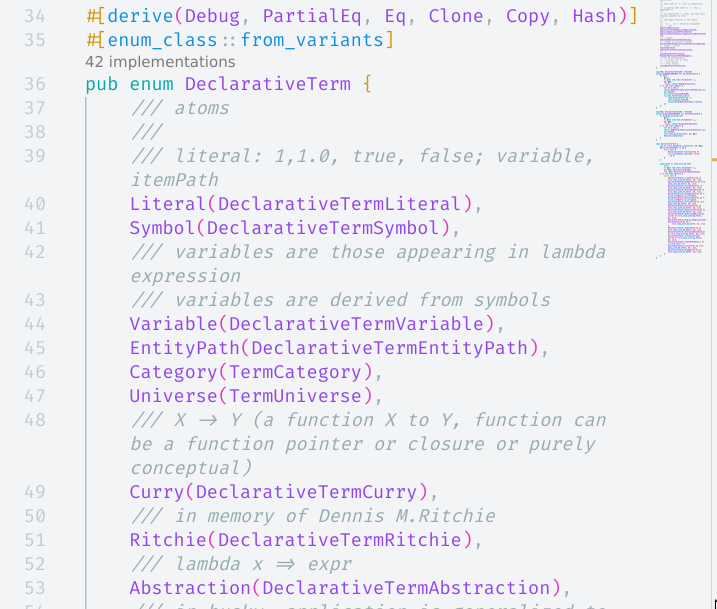 34 #[derive(Debug, PartialEq, Eq, Clone, Copy, Hash)]
35 #[enum_class::from_variants]
42 implementations
36 pub enum DeclarativeTerm {
37 /// atoms
38 ///
39 /// literal: 1,1.0, true, false; variable,
itemPath
40 Literal(DeclarativeTermLiteral),
41 Symbol(DeclarativeTermSymbol),
42 /// variables are those appearing in lambda
expression
43 /// variables are derived from symbols
44 Variable(DeclarativeTermVariable),
45 EntityPath(DeclarativeTermEntityPath),
46 Category(TermCategory),
47 Universe(TermUniverse),
48 /// X -> Y (a function X to Y, function can
be a function pointer or closure or purely
conceptual)
49 Curry(DeclarativeTermCurry),
50 /// in memory of Dennis M.Ritchie
51 Ritchie(DeclarativeTermRitchie),
52 /// lambda x => expr
53 Abstraction(DeclarativeTermAbstraction),